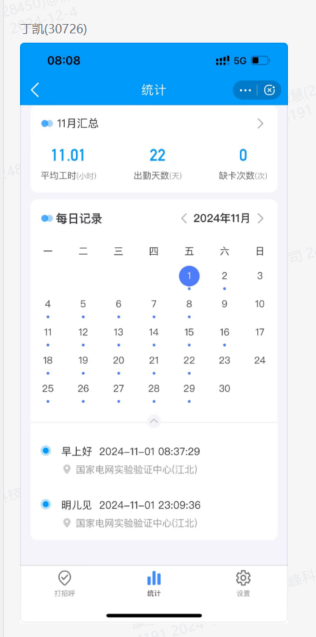 丁凯(30726)
08:08
5G
统计
11月汇总
11.01 22 0
平均工时(小时) 出勤天数(天) 缺卡次数(次)
每日记录 2024年11月
一 二 三 四 五 六 日
1 2 3
4 5 6 7 8 9 10
11 12 13 14 15 16 17
18 19 20 21 22 23 24
25 26 27 28 29 30
早上好 2024-11-01 08:37:29
国家电网实验验证中心(江北)
明儿见 2024-11-01 23:09:36
国家电网实验验证中心(江北)
打招呼 统计 设置